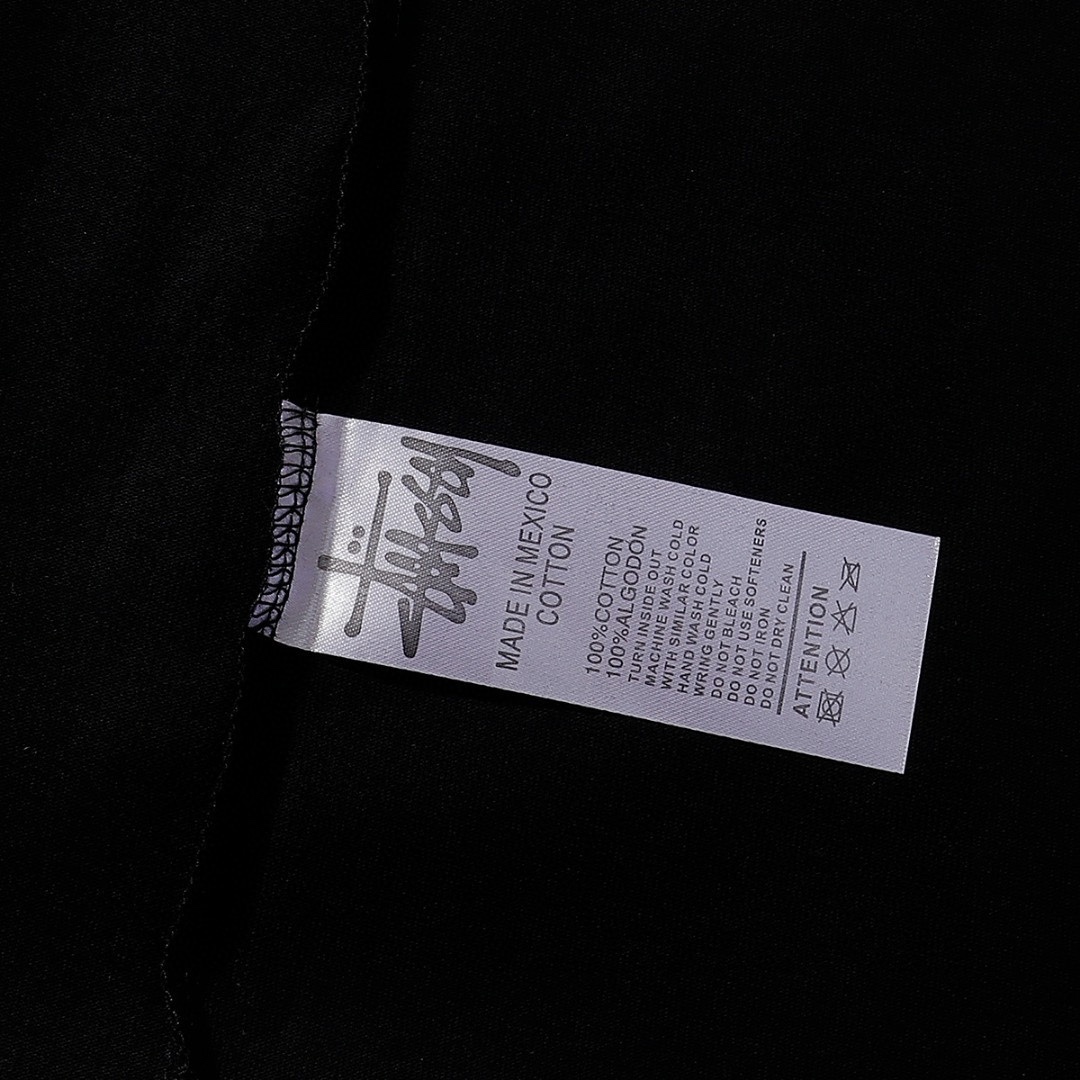 Stüssy
MADE IN MEXICO
COTTON
100%COTTON
100%ALGODON
TURN INSIDE OUT
MACHINE WASH COLD
WITH SIMILAR COLOR
HAND WASH COLD
WRING GENTLY
DO NOT BLEACH
DO NOT USE SOFTENERS
DO NOT IRON
DO NOT DRY CLEAN
ATTENTION